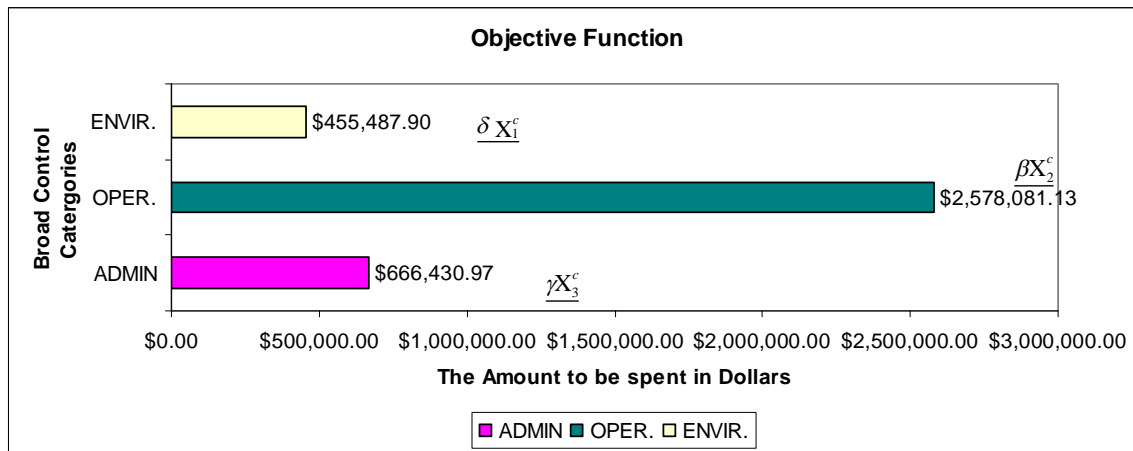 Objective Function
Broad Control
Catergories
ENVIR.
$455,487.90
δ X₁ᶜ
OPER.
βX₂ᶜ
$2,578,081.13
ADMIN
$666,430.97
γX₃ᶜ
$0.00 $500,000.00 $1,000,000.00 $1,500,000.00 $2,000,000.00 $2,500,000.00 $3,000,000.00
The Amount to be spent in Dollars
ADMIN OPER. ENVIR.